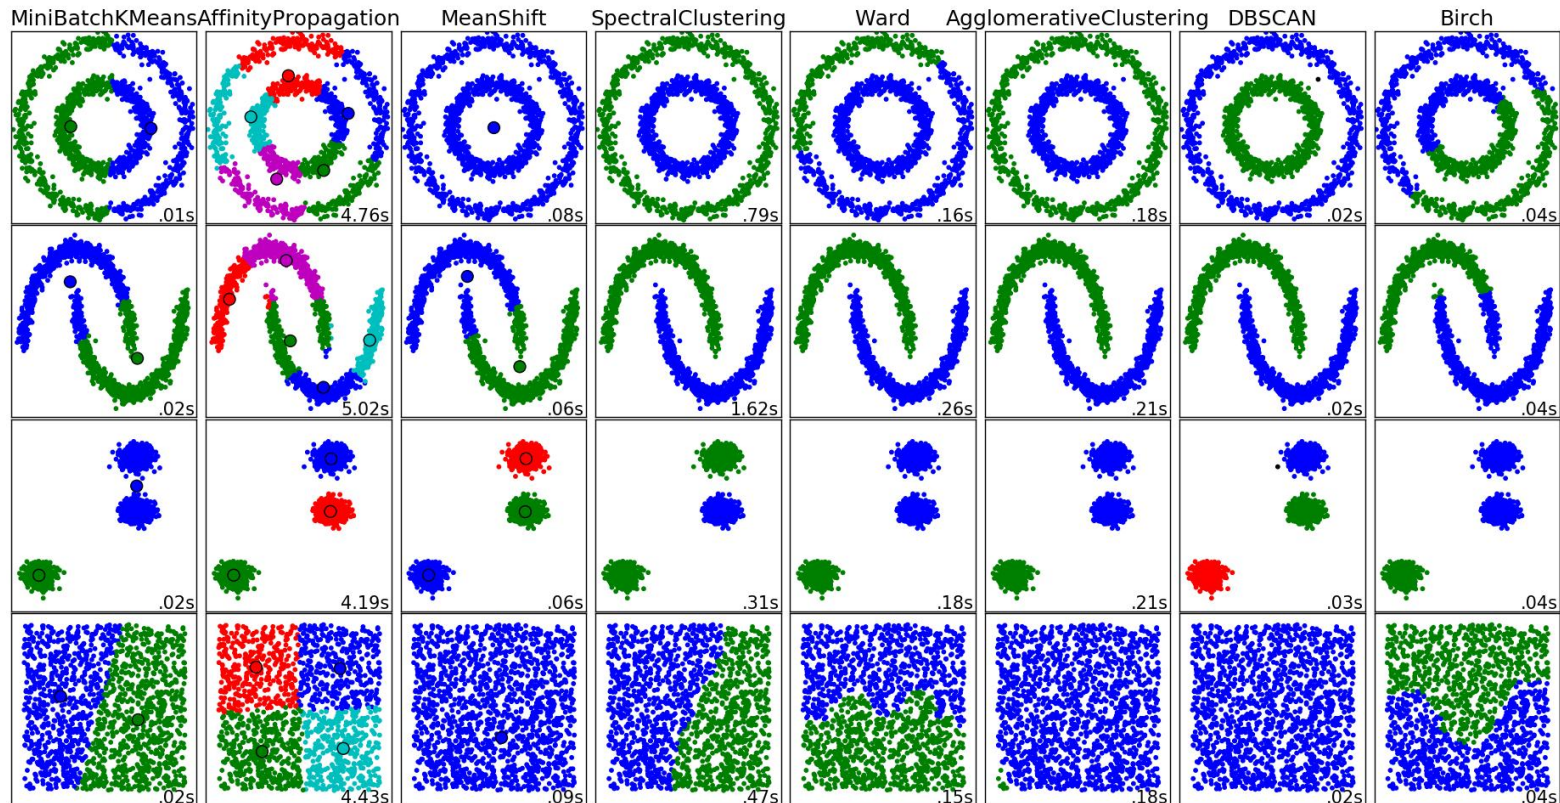 MiniBatchKMeans AffinityPropagation MeanShift SpectralClustering Ward AgglomerativeClustering DBSCAN Birch
.01s 4.76s .08s .79s .16s .18s .02s .04s
.02s 5.02s .06s 1.62s .26s .21s .02s .04s
.02s 4.19s .06s .31s .18s .21s .03s .04s
.02s 4.43s .09s .47s .15s .18s .02s .04s